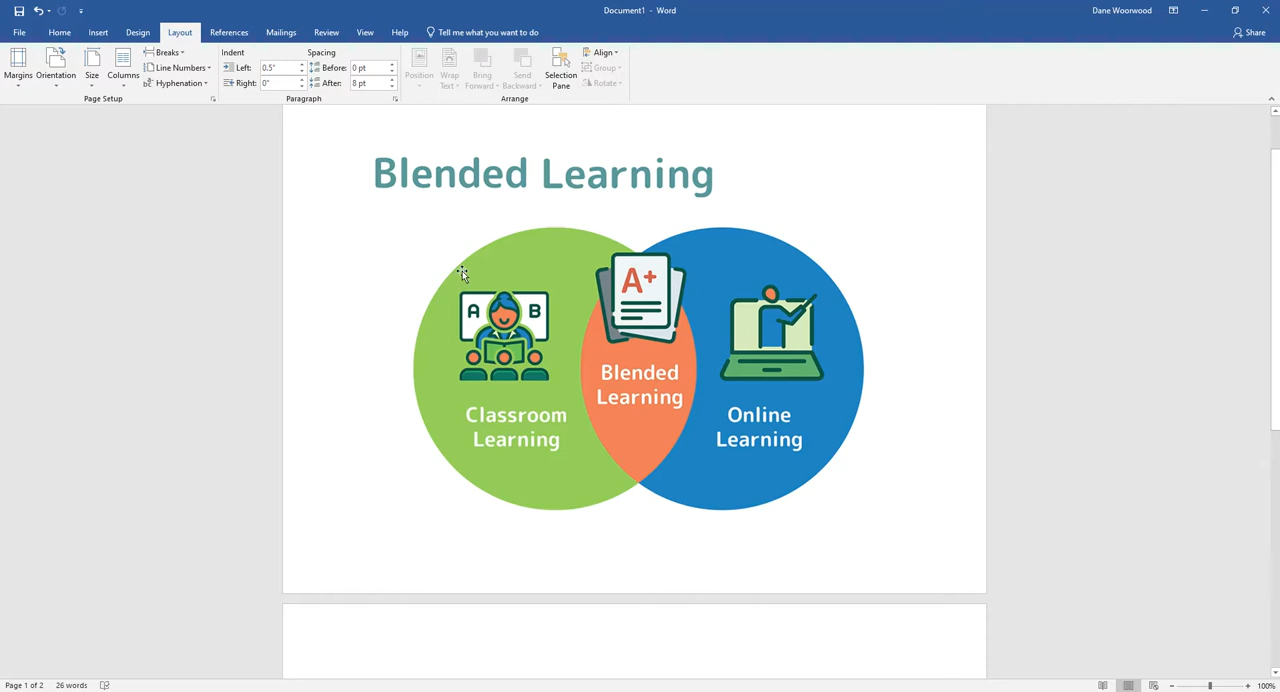 Document1 - Word
Dane Woorwood
File Home Insert Design Layout References Mailings Review View Help Tell me what you want to do Share
Margins
Orientation
Size
Columns
Breaks
Line Numbers
Hyphenation
Page Setup
Indent
Left: 0.5"
Right: 0"
Spacing
Before: 0 pt
After: 8 pt
Paragraph
Position
Wrap
Text
Bring
Forward
Send
Backward
Selection
Pane
Align
Group
Rotate
Arrange
Blended Learning
A B
A+
Classroom
Learning
Blended
Learning
Online
Learning
Page 1 of 2 26 words 100%